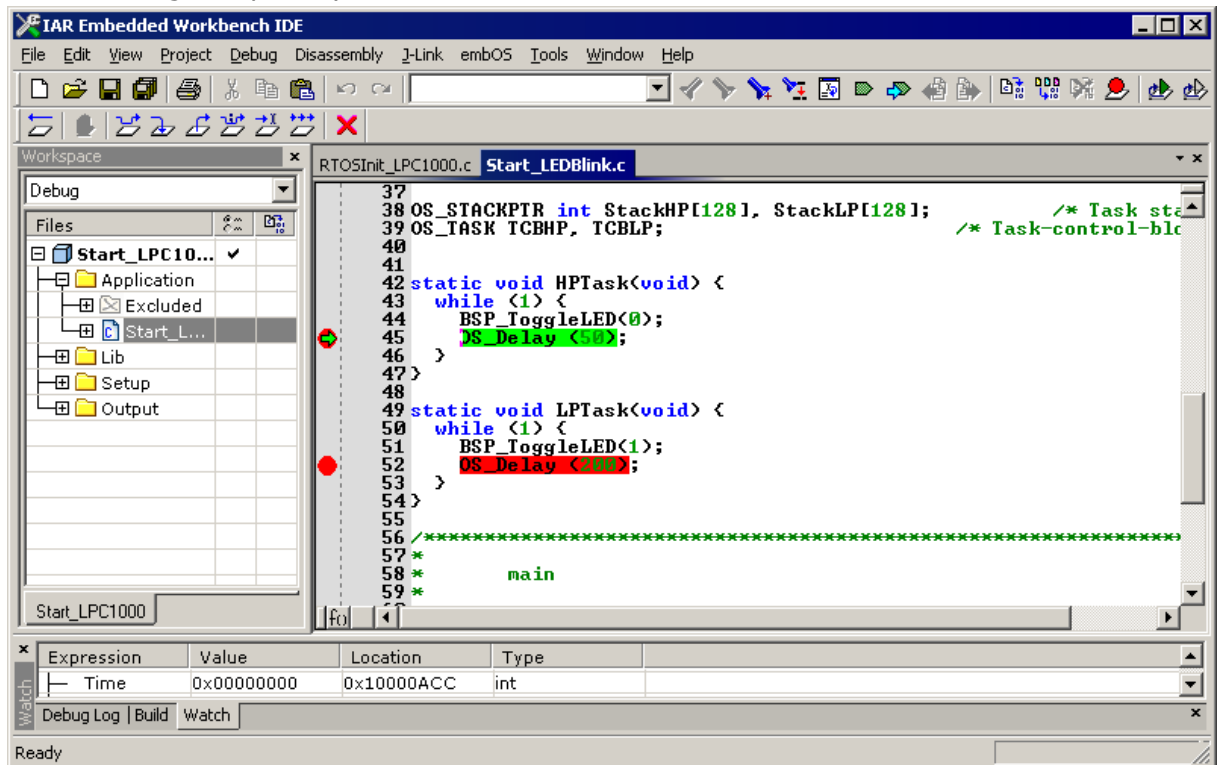 IAR Embedded Workbench IDE
File Edit View Project Debug Disassembly J-Link embOS Tools Window Help
Workspace
RTOSInit_LPC1000.c Start_LEDBlink.c
Debug
Files
Start_LPC10...
Application
Excluded
Start_L...
Lib
Setup
Output
Start_LPC1000
37
38 OS_STACKPTR int StackHP[128], StackLP[128]; /* Task sta
39 OS_TASK TCBHP, TCBLP; /* Task-control-blo
40
41
42 static void HPTask(void) {
43 while (1) {
44 BSP_ToggleLED(0);
45 OS_Delay (50);
46 }
47 }
48
49 static void LPTask(void) {
50 while (1) {
51 BSP_ToggleLED(1);
52 OS_Delay (200);
53 }
54 }
55
56 /**********************************************************************
57 *
58 * main
59 *
Expression Value Location Type
Time 0x00000000 0x10000ACC int
Watch
Debug Log Build Watch
Ready